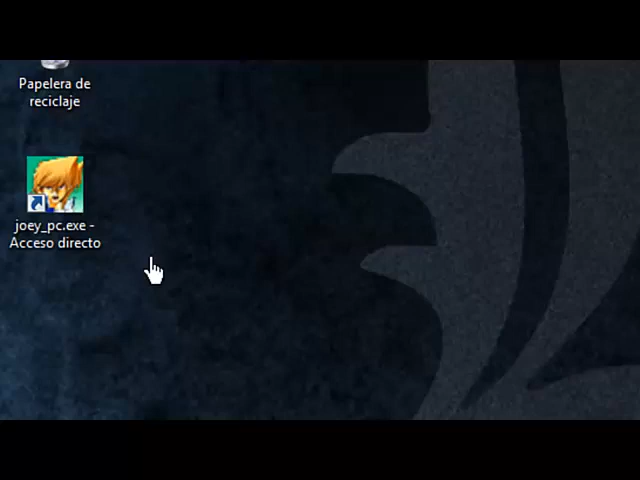 Papelera de
reciclaje
joey_pc.exe -
Acceso directo